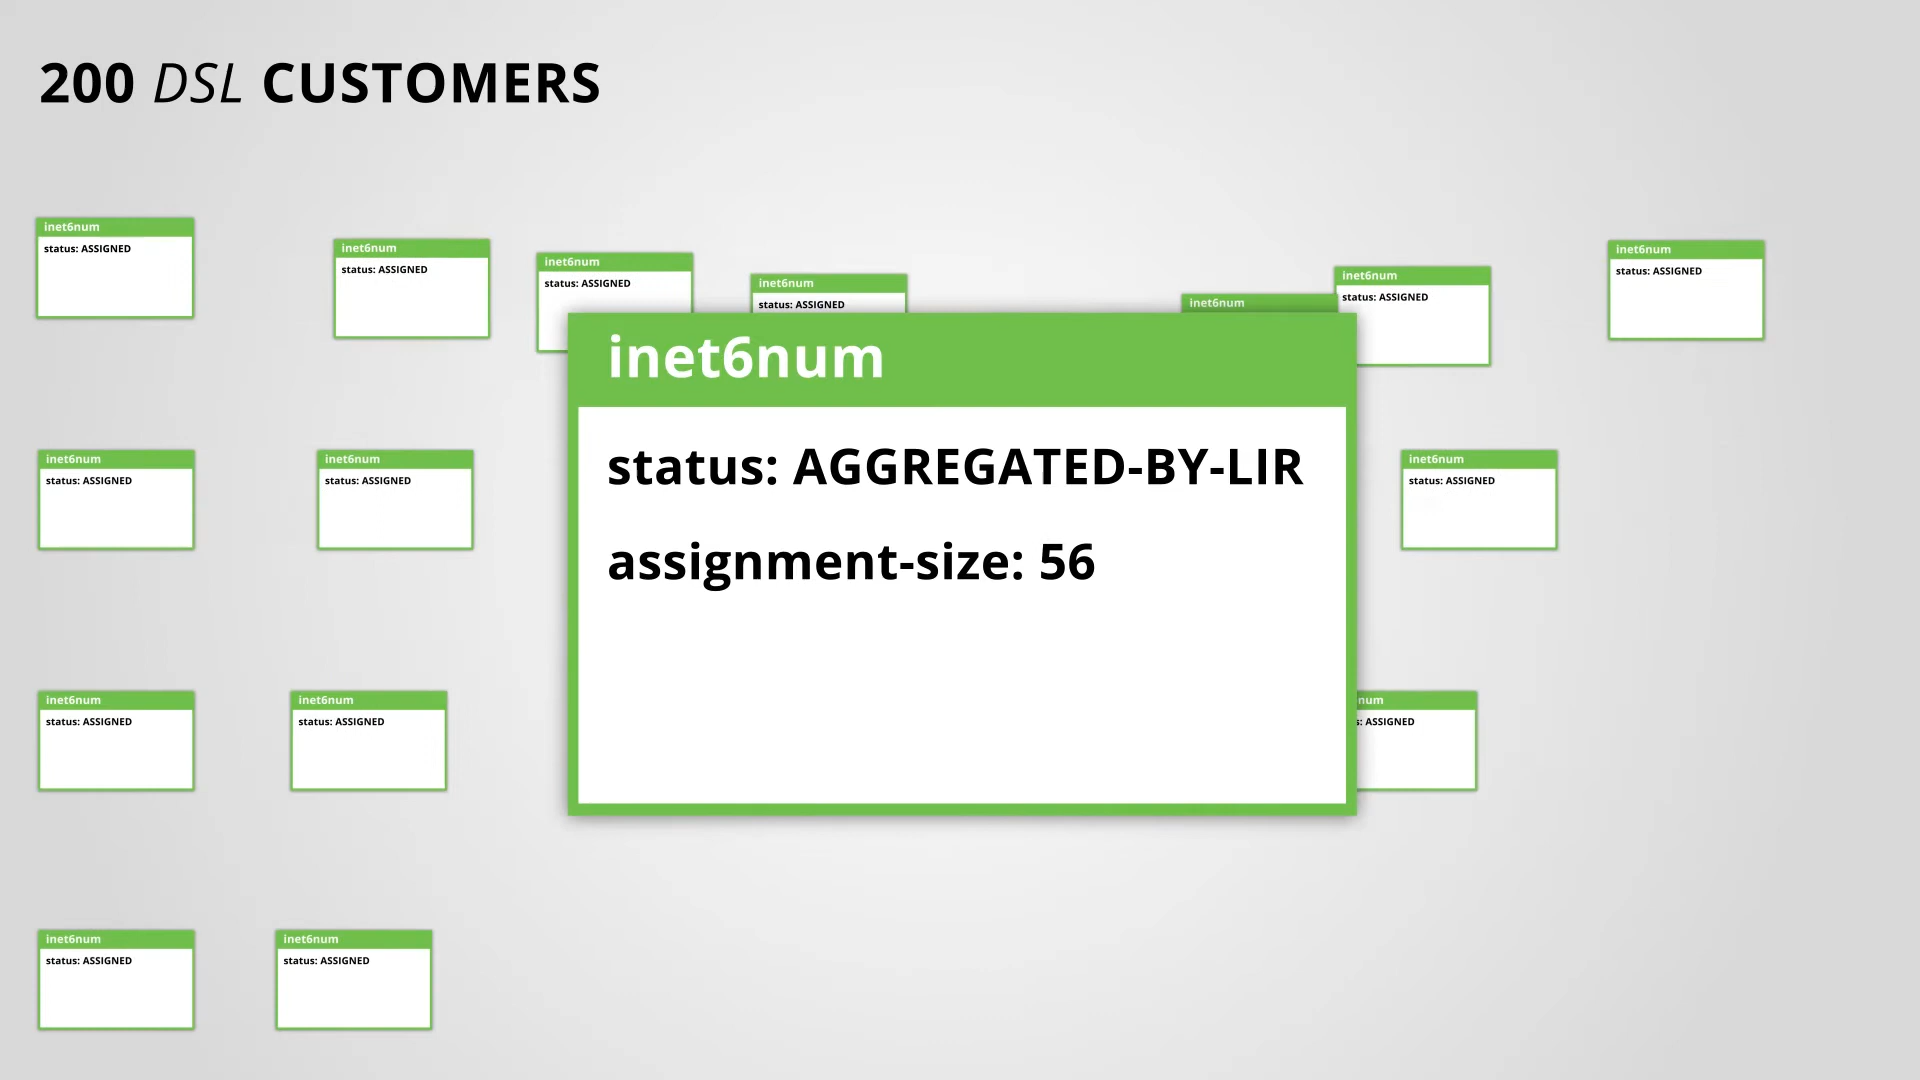 200 DSL CUSTOMERS
inet6num
status: ASSIGNED
inet6num
status: ASSIGNED
inet6num
status: ASSIGNED
inet6num
status: ASSIGNED
inet6num
inet6num
status: ASSIGNED
inet6num
status: ASSIGNED
inet6num
status: AGGREGATED-BY-LIR
assignment-size: 56
inet6num
status: ASSIGNED
inet6num
status: ASSIGNED
inet6num
status: ASSIGNED
inet6num
status: ASSIGNED
inet6num
status: ASSIGNED
num
s: ASSIGNED
inet6num
status: ASSIGNED
inet6num
status: ASSIGNED